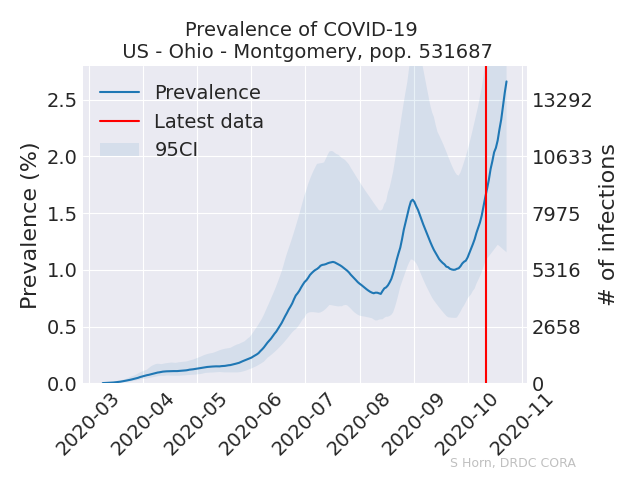 Prevalence of COVID-19
US - Ohio - Montgomery, pop. 531687
Prevalence
Latest data
95CI
Prevalence (%)
2.5
2.0
1.5
1.0
0.5
0.0
13292
10633
7975
5316
2658
0
# of infections
2020-03
2020-04
2020-05
2020-06
2020-07
2020-08
2020-09
2020-10
2020-11
S Horn, DRDC CORA